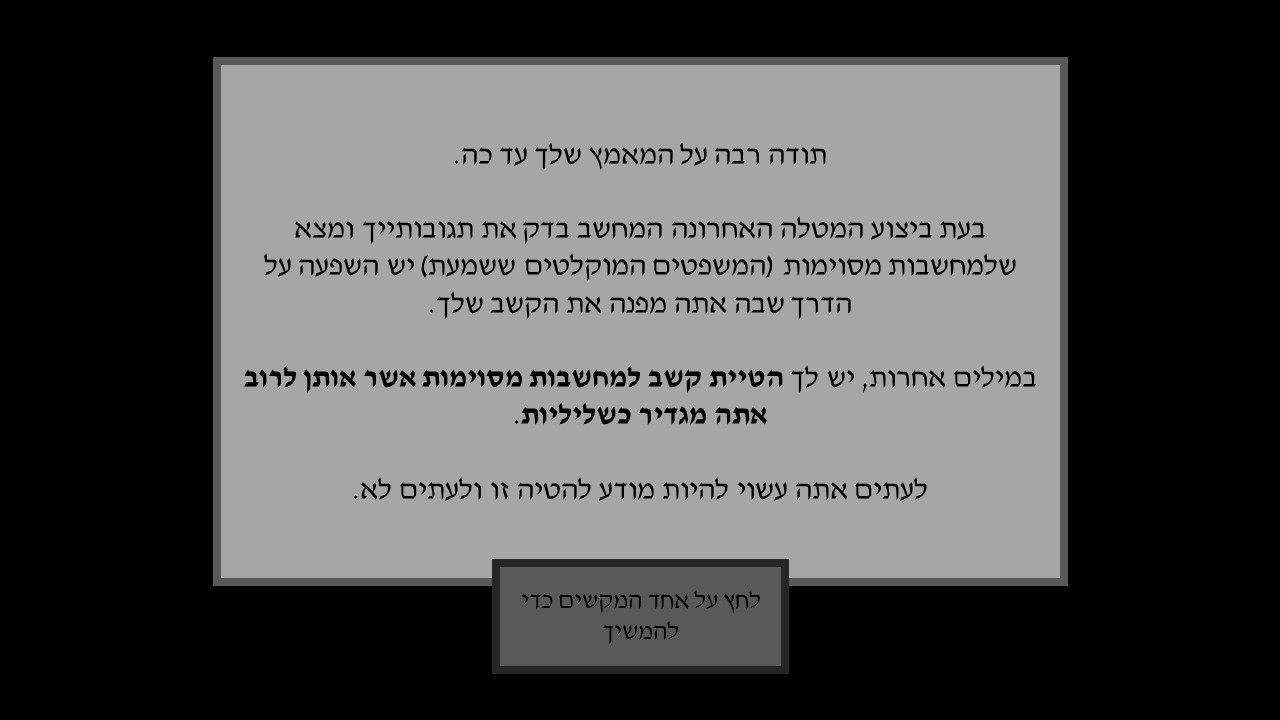 תודה רבה על המאמץ שלך עד כה.
בעת ביצוע המטלה האחרונה המחשב בדק את תגובותייך ומצא
שלמחשבות מסוימות (המשפטים המוקלטים ששמעת) יש השפעה על
הדרך שבה אתה מפנה את הקשב שלך.
במילים אחרות, יש לך הטיית קשב למחשבות מסוימות אשר אותן לרוב
אתה מגדיר כשליליות.
לעתים אתה עשוי להיות מודע להטיה זו ולעתים לא.
לחץ על אחד המקשים כדי
להמשיך